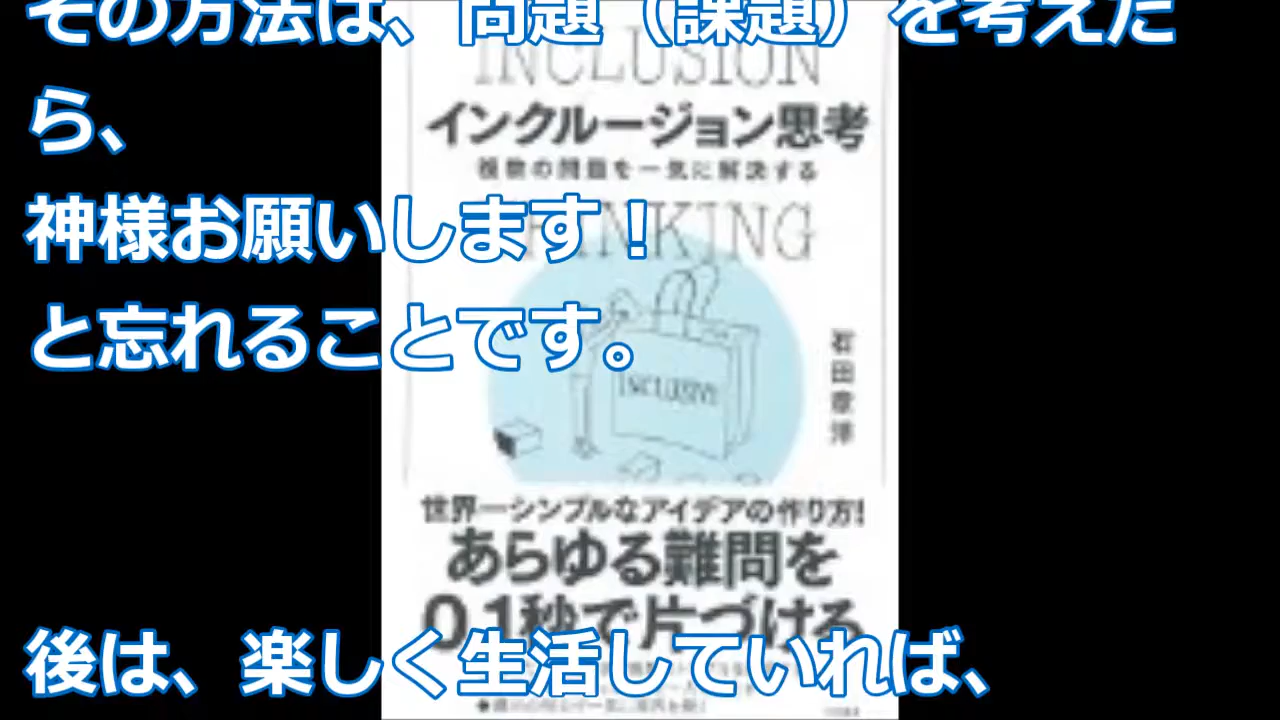 その方法は、問題（課題）を考えた
ら、
神様お願いします！
と忘れることです。
後は、楽しく生活していれば、
INCLUSION
インクルージョン思考
複数の問題を一気に解決する
THINKING
石田章洋
INCLUSIVE
世界一シンプルなアイデアの作り方!
あらゆる難問を
0.1秒で片づける